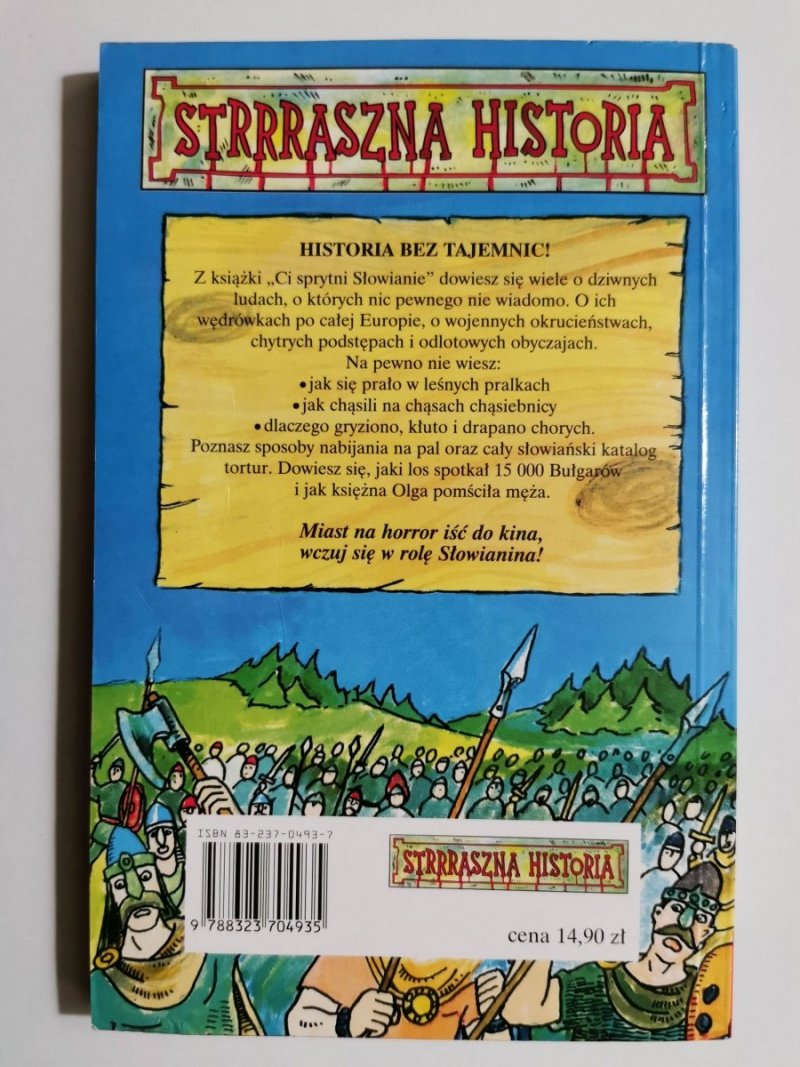 STRRRASZNA HISTORIA
HISTORIA BEZ TAJEMNIC!
Z książki „Ci sprytni Słowianie” dowiesz się wiele o dziwnych
ludach, o których nic pewnego nie wiadomo. O ich
wędrówkach po całej Europie, o wojennych okrucieństwach,
chytrych podstępach i odlotowych obyczajach.
Na pewno nie wiesz:
•jak się prało w leśnych pralkach
•jak chąsili na chąsach chąsiebnicy
•dlaczego gryziono, kłuto i drapano chorych.
Poznasz sposoby nabijania na pal oraz cały słowiański katalog
tortur. Dowiesz się, jaki los spotkał 15 000 Bułgarów
i jak księżna Olga pomściła męża.
Miast na horror iść do kina,
wczuj się w rolę Słowianina!
ISBN 83-237-0493-7
9 788323 704935
STRRRASZNA HISTORIA
cena 14,90 zł